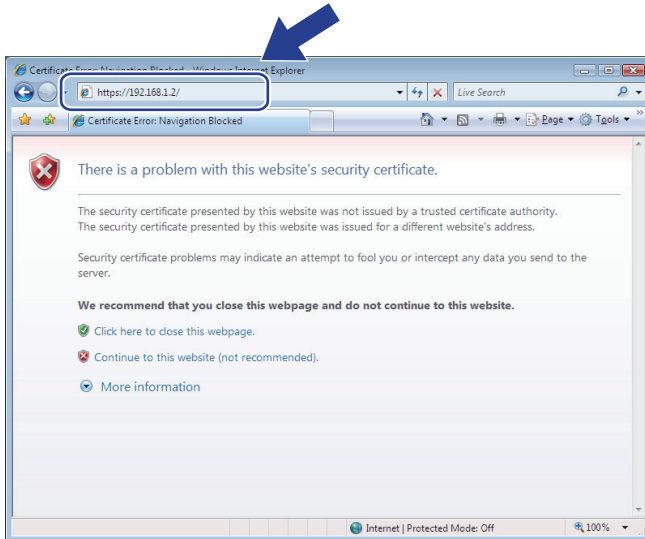 Certificate Error: Navigation Blocked - Windows Internet Explorer
https://192.168.1.2/
Live Search
Certificate Error: Navigation Blocked
Page
Tools
There is a problem with this website's security certificate.
The security certificate presented by this website was not issued by a trusted certificate authority.
The security certificate presented by this website was issued for a different website's address.
Security certificate problems may indicate an attempt to fool you or intercept any data you send to the
server.
We recommend that you close this webpage and do not continue to this website.
Click here to close this webpage.
Continue to this website (not recommended).
More information
Internet | Protected Mode: Off
100%